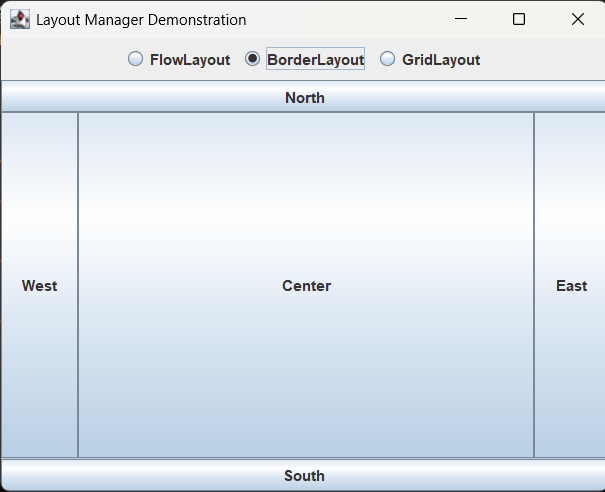 Layout Manager Demonstration
FlowLayout BorderLayout GridLayout
North
West Center East
South